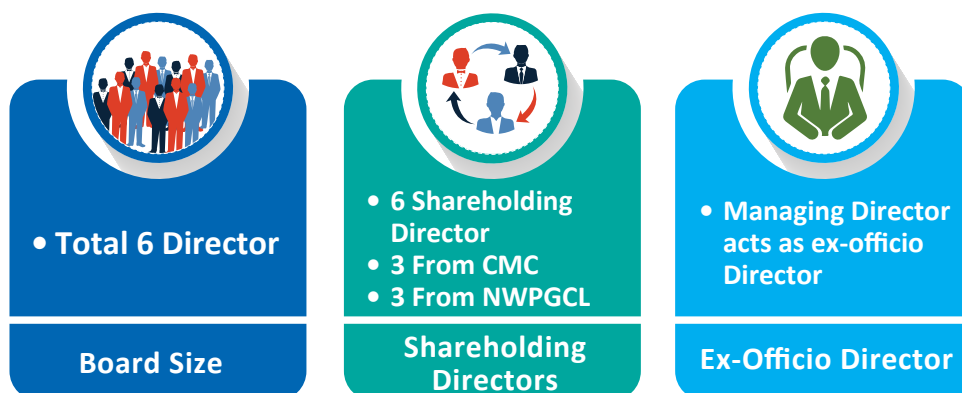 • Total 6 Director
Board Size
• 6 Shareholding
Director
• 3 From CMC
• 3 From NWPGCL
Shareholding
Directors
• Managing Director
acts as ex-officio
Director
Ex-Officio Director